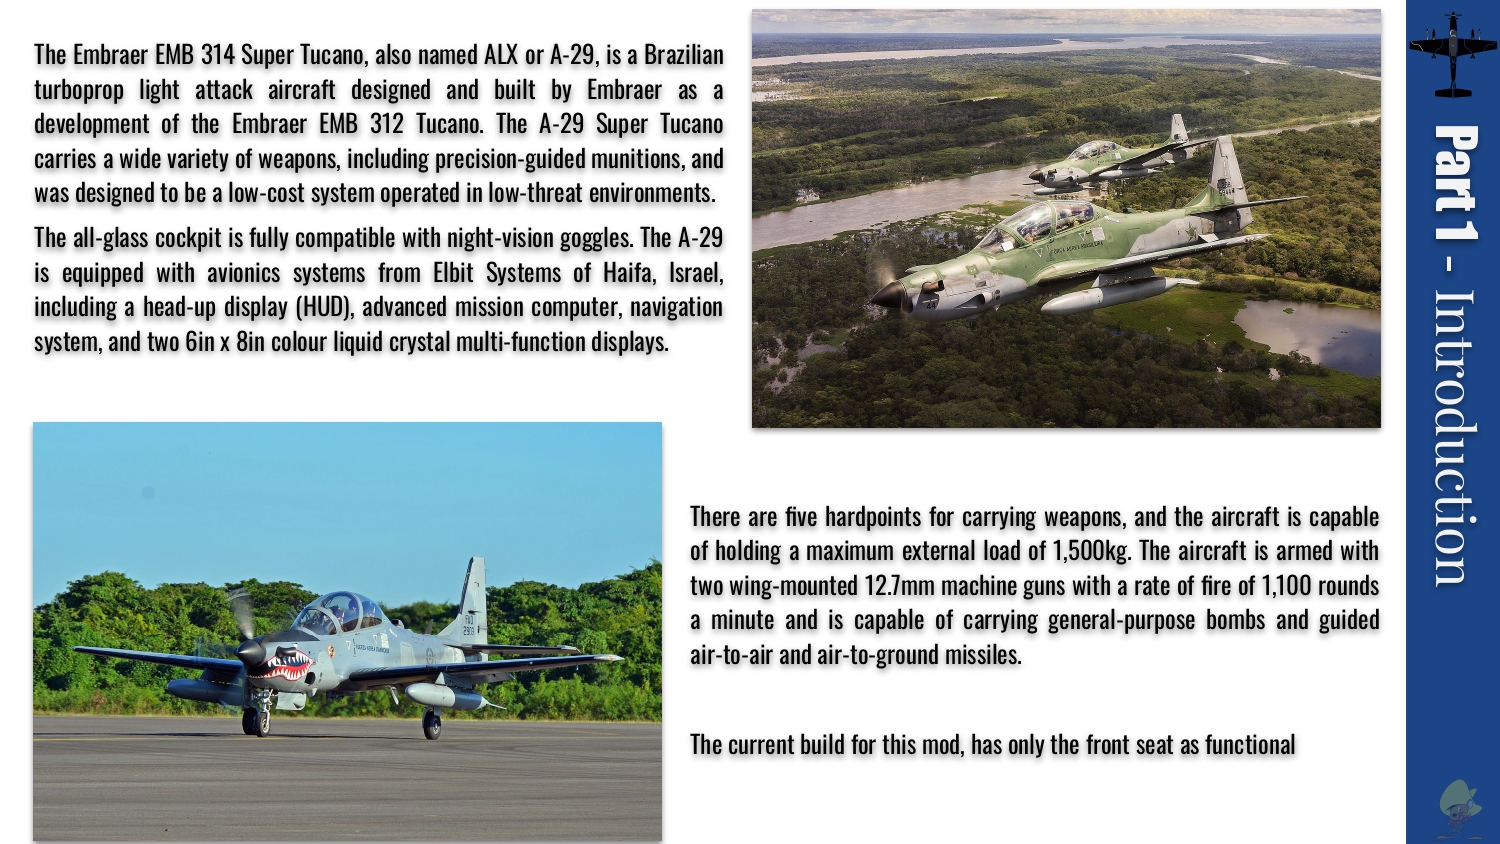 The Embraer EMB 314 Super Tucano, also named ALX or A-29, is a Brazilian
turboprop light attack aircraft designed and built by Embraer as a
development of the Embraer EMB 312 Tucano. The A-29 Super Tucano
carries a wide variety of weapons, including precision-guided munitions, and
was designed to be a low-cost system operated in low-threat environments.
The all-glass cockpit is fully compatible with night-vision goggles. The A-29
is equipped with avionics systems from Elbit Systems of Haifa, Israel,
including a head-up display (HUD), advanced mission computer, navigation
system, and two 6in x 8in colour liquid crystal multi-function displays.
There are five hardpoints for carrying weapons, and the aircraft is capable
of holding a maximum external load of 1,500kg. The aircraft is armed with
two wing-mounted 12.7mm machine guns with a rate of fire of 1,100 rounds
a minute and is capable of carrying general-purpose bombs and guided
air-to-air and air-to-ground missiles.
The current build for this mod, has only the front seat as functional
Part 1 - Introduction